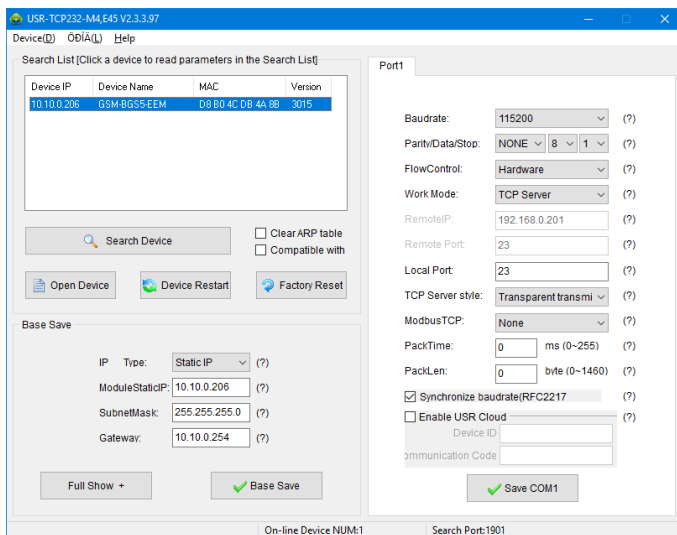 USR-TCP232-M4,E45 V2.3.3.97
Device(D) ÖÐÎÄ(L) Help
Search List [Click a device to read parameters in the Search List]
Device IP Device Name MAC Version
10.10.0.206 GSM-BGS5-EEM D8 B0 4C DB 4A 8B 3015
Search Device
Clear ARP table
Compatible with
Open Device Device Restart Factory Reset
Base Save
IP Type: Static IP (?)
ModuleStaticIP: 10.10.0.206 (?)
SubnetMask: 255.255.255.0 (?)
Gateway: 10.10.0.254 (?)
Full Show + Base Save
Port1
Baudrate: 115200 (?)
Parity/Data/Stop: NONE 8 1 (?)
FlowControl: Hardware (?)
Work Mode: TCP Server (?)
RemoteIP: 192.168.0.201 (?)
Remote Port: 23 (?)
Local Port: 23 (?)
TCP Server style: Transparent transmi (?)
ModbusTCP: None (?)
PackTime: 0 ms (0~255) (?)
PackLen: 0 byte (0~1460) (?)
Synchronize baudrate(RFC2217 (?)
Enable USR Cloud (?)
Device ID
ommunication Code
Save COM1
On-line Device NUM:1 Search Port:1901